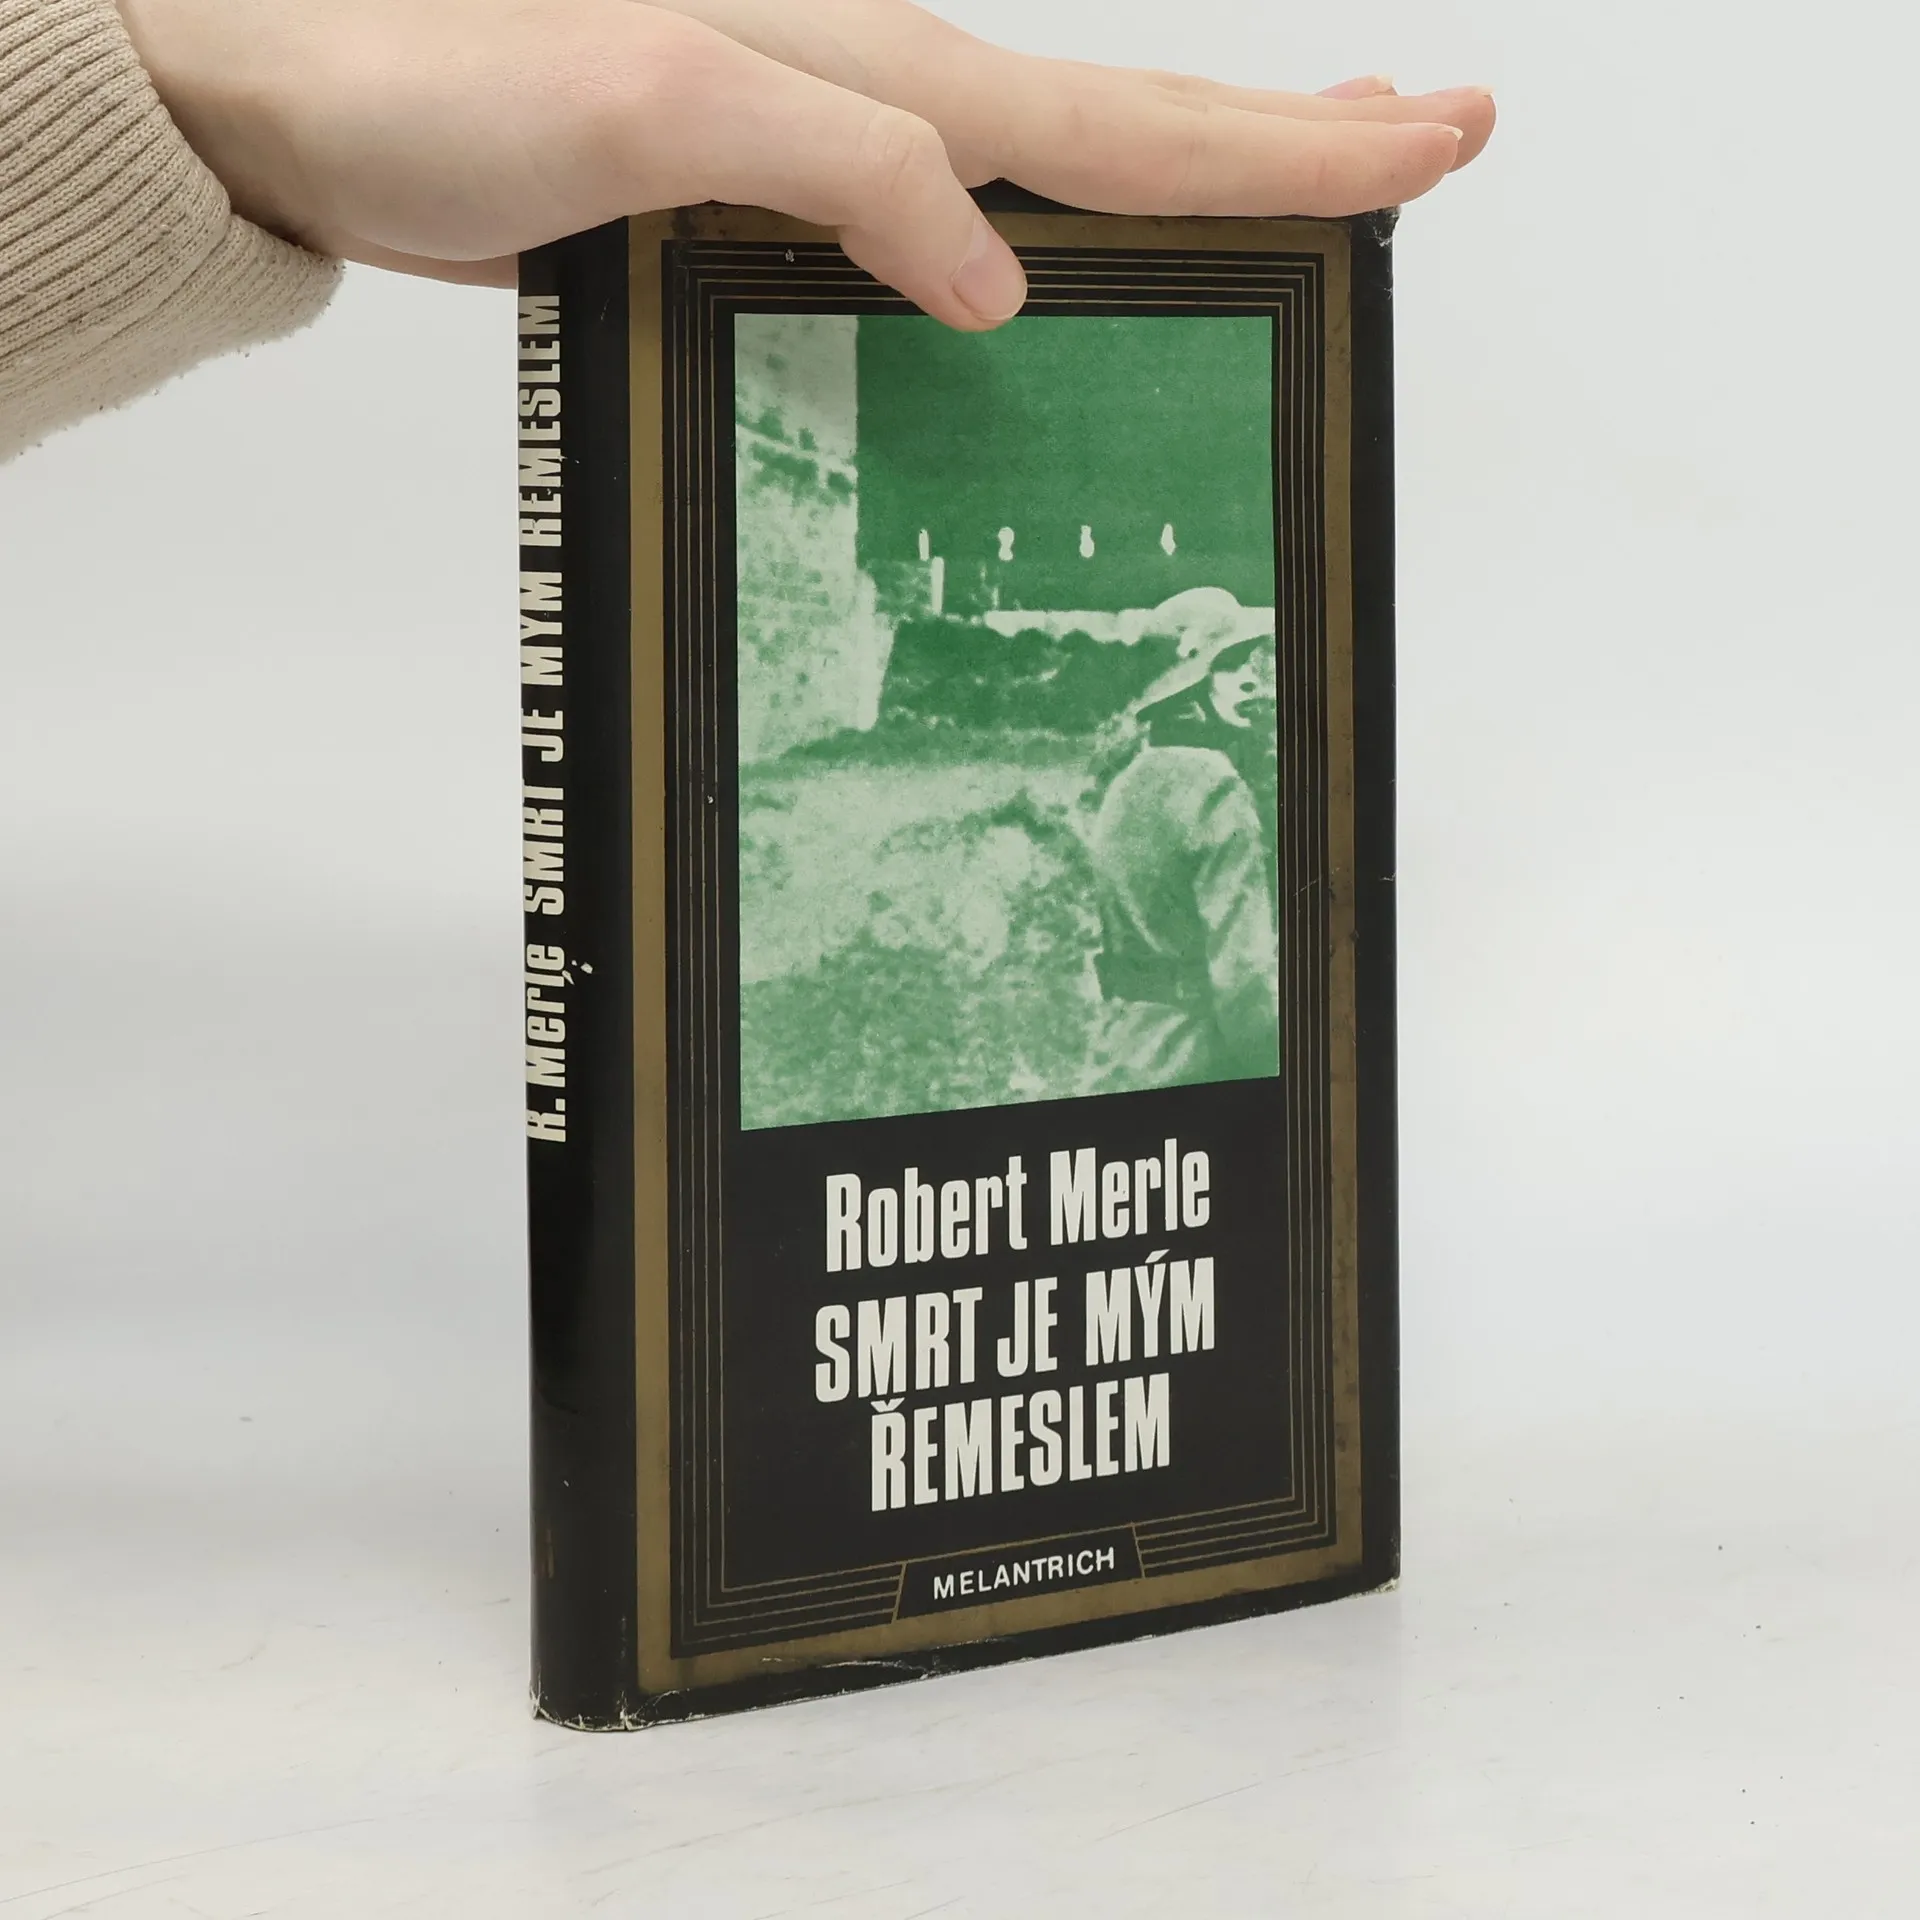 R. Merle SMRT JE MÝM ŘEMESLEM
Robert Merle
SMRT JE MÝM
ŘEMESLEM
MELANTRICH